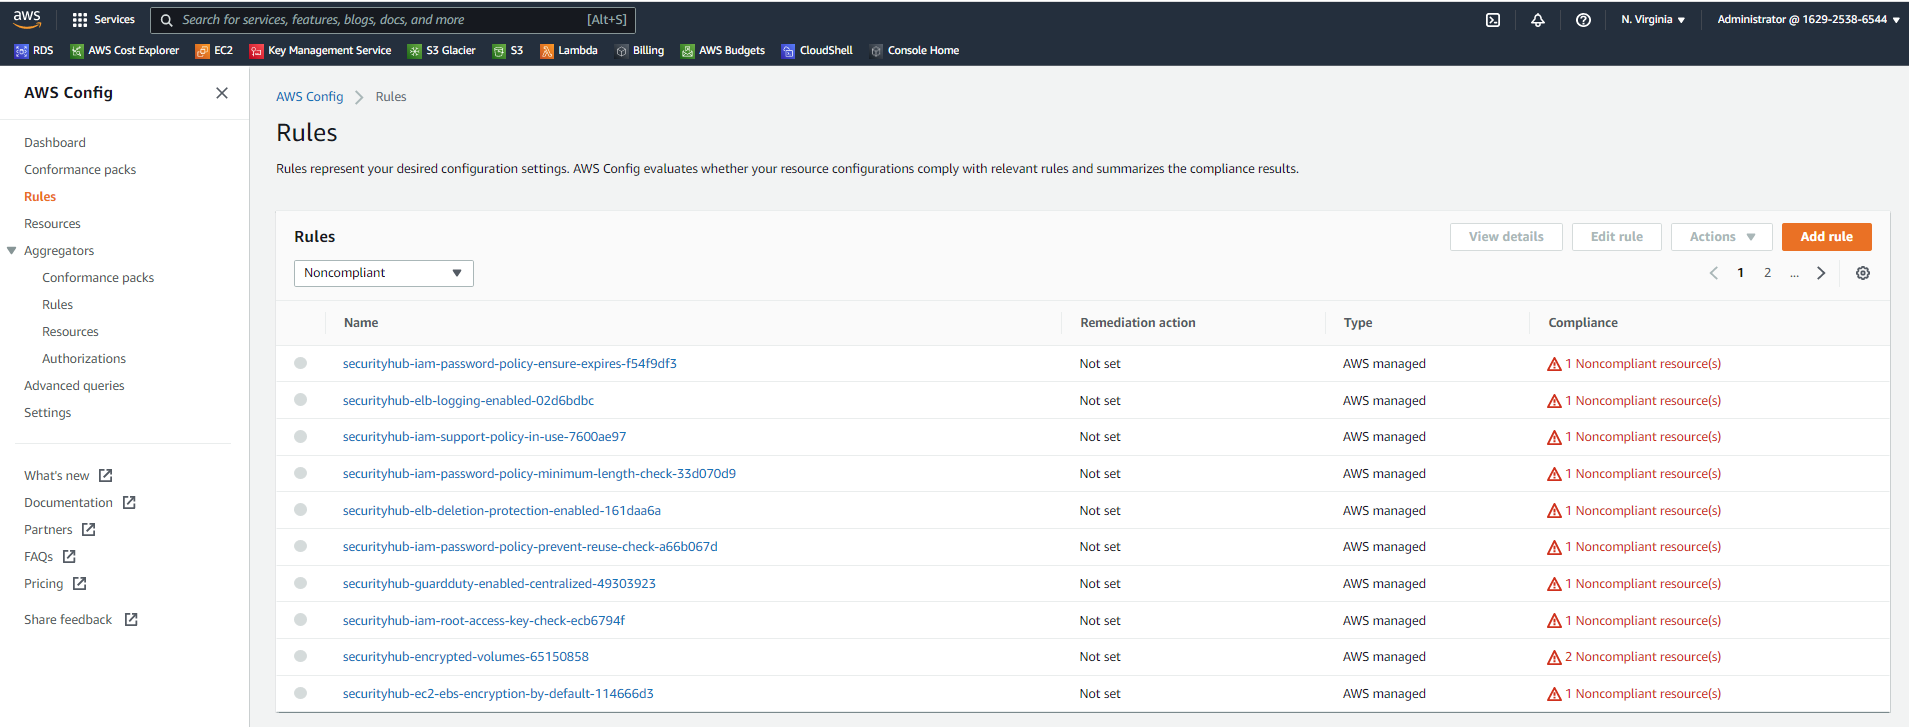 aws
Services
Search for services, features, blogs, docs, and more
[Alt+S]
N. Virginia
Administrator @ 1629-2538-6544
RDS
AWS Cost Explorer
EC2
Key Management Service
S3 Glacier
S3
Lambda
Billing
AWS Budgets
CloudShell
Console Home
AWS Config
Dashboard
Conformance packs
Rules
Resources
Aggregators
Conformance packs
Rules
Resources
Authorizations
Advanced queries
Settings
What's new
Documentation
Partners
FAQs
Pricing
Share feedback
AWS Config > Rules
Rules
Rules represent your desired configuration settings. AWS Config evaluates whether your resource configurations comply with relevant rules and summarizes the compliance results.
Rules
View details
Edit rule
Actions
Add rule
Noncompliant
1 2 ...
Name Remediation action Type Compliance
securityhub-iam-password-policy-ensure-expires-f54f9df3 Not set AWS managed 1 Noncompliant resource(s)
securityhub-elb-logging-enabled-02d6bdbc Not set AWS managed 1 Noncompliant resource(s)
securityhub-iam-support-policy-in-use-7600ae97 Not set AWS managed 1 Noncompliant resource(s)
securityhub-iam-password-policy-minimum-length-check-33d070d9 Not set AWS managed 1 Noncompliant resource(s)
securityhub-elb-deletion-protection-enabled-161daa6a Not set AWS managed 1 Noncompliant resource(s)
securityhub-iam-password-policy-prevent-reuse-check-a66b067d Not set AWS managed 1 Noncompliant resource(s)
securityhub-guardduty-enabled-centralized-49303923 Not set AWS managed 1 Noncompliant resource(s)
securityhub-iam-root-access-key-check-ecb6794f Not set AWS managed 1 Noncompliant resource(s)
securityhub-encrypted-volumes-65150858 Not set AWS managed 2 Noncompliant resource(s)
securityhub-ec2-ebs-encryption-by-default-114666d3 Not set AWS managed 1 Noncompliant resource(s)